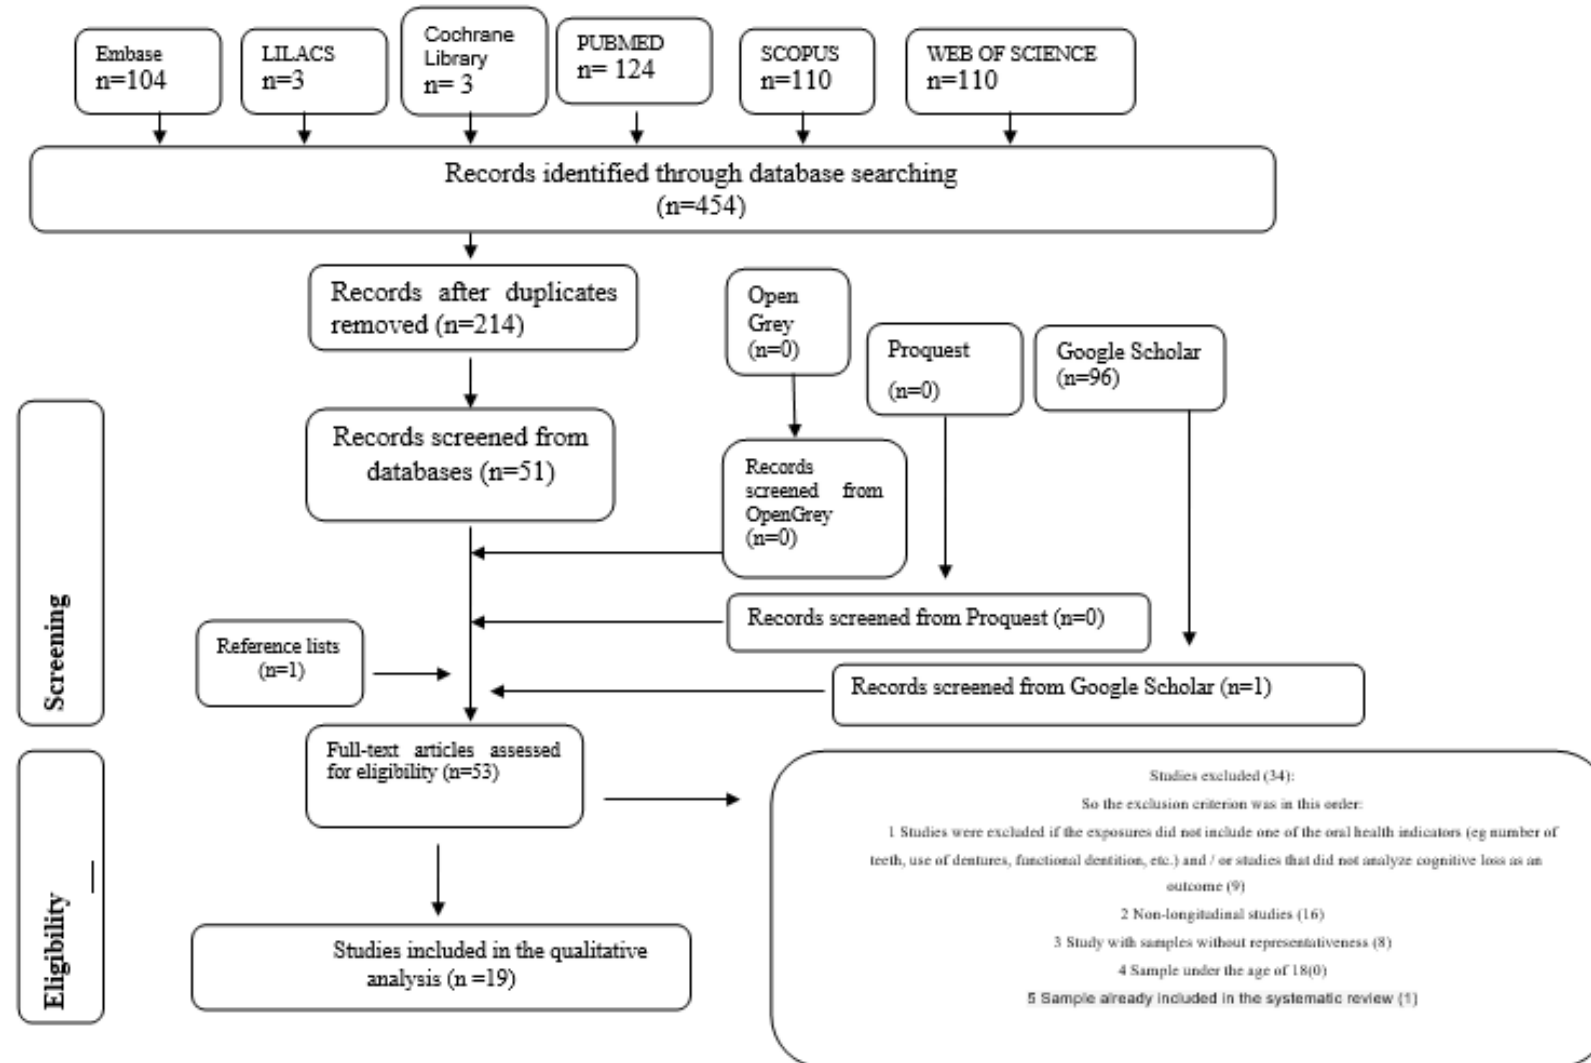 Embase
n=104
LILACS
n=3
Cochrane
Library
n= 3
PUBMED
n= 124
SCOPUS
n=110
WEB OF SCIENCE
n=110
Records identified through database searching
(n=454)
Records after duplicates
removed (n=214)
Open
Grey
(n=0)
Proquest
(n=0)
Google Scholar
(n=96)
Records screened from
databases (n=51)
Records
screened from
OpenGrey
(n=0)
Records screened from Proquest (n=0)
Reference lists
(n=1)
Records screened from Google Scholar (n=1)
Screening
Full-text articles assessed
for eligibility (n=53)
Studies excluded (34):
So the exclusion criterion was in this order:
1 Studies were excluded if the exposures did not include one of the oral health indicators (eg number of
teeth, use of dentures, functional dentition, etc.) and / or studies that did not analyze cognitive loss as an
outcome (9)
2 Non-longitudinal studies (16)
3 Study with samples without representativeness (8)
4 Sample under the age of 18(0)
5 Sample already included in the systematic review (1)
Eligibility
Studies included in the qualitative
analysis (n =19)